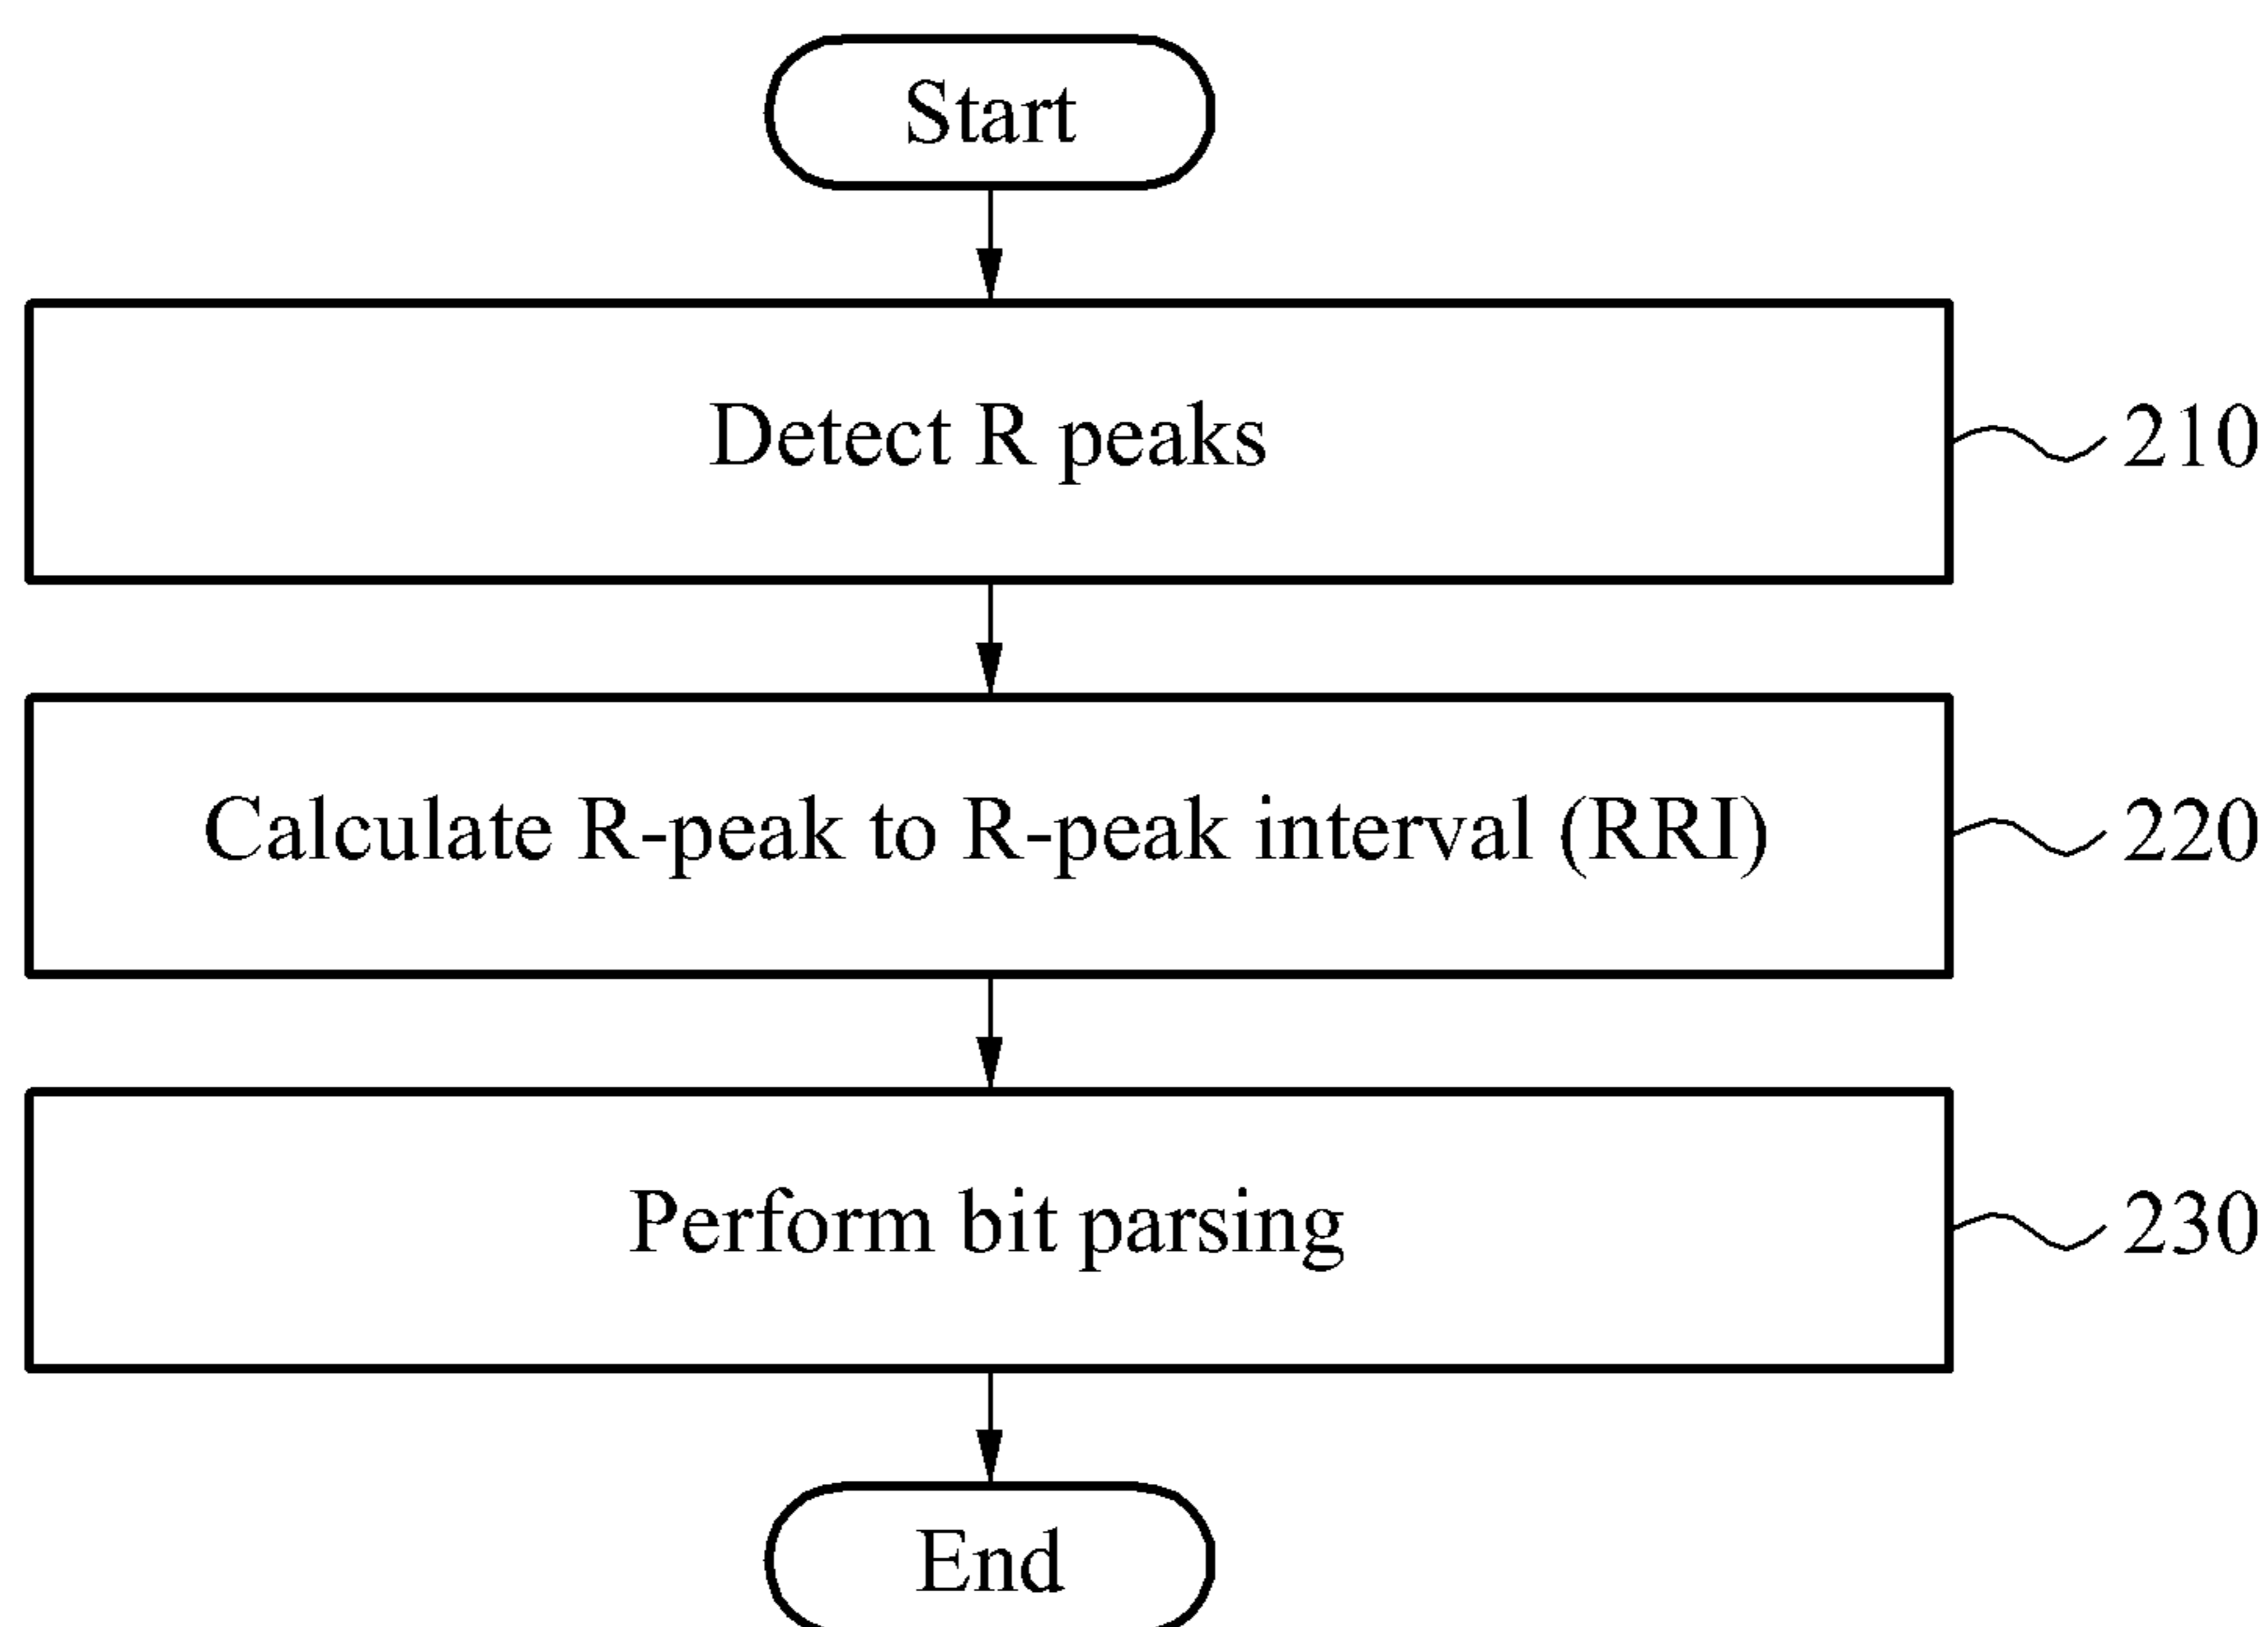 Start
Detect R peaks
210
Calculate R-peak to R-peak interval (RRI)
220
Perform bit parsing
230
End